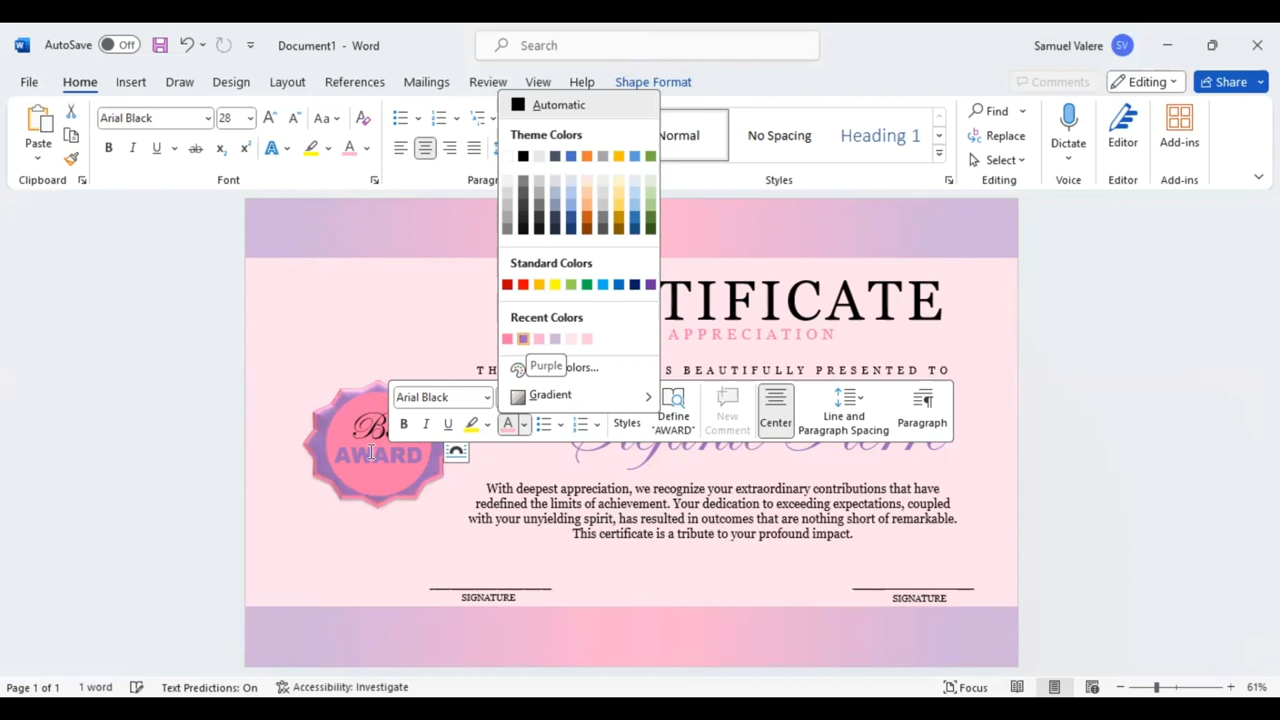 AutoSave Off Document1 - Word Search Samuel Valere SV
File Home Insert Draw Design Layout References Mailings Review View Help Shape Format Comments Editing Share
Paste Arial Black 28 Aa Normal No Spacing Heading 1 Find Replace Select Dictate Editor Add-ins
Clipboard Font Styles Editing Voice Editor Add-ins
Automatic
Theme Colors
Standard Colors
Recent Colors
Purple
Gradient
TIFICATE
APPRECIATION
S BEAUTIFULLY PRESENTED TO
Arial Black
B I U A Styles Define "AWARD" New Comment Center Line and Paragraph Spacing Paragraph
AWARD
With deepest appreciation, we recognize your extraordinary contributions that have
redefined the limits of achievement. Your dedication to exceeding expectations, coupled
with your unyielding spirit, has resulted in outcomes that are nothing short of remarkable.
This certificate is a tribute to your profound impact.
SIGNATURE SIGNATURE
Page 1 of 1 1 word Text Predictions: On Accessibility: Investigate Focus 61%